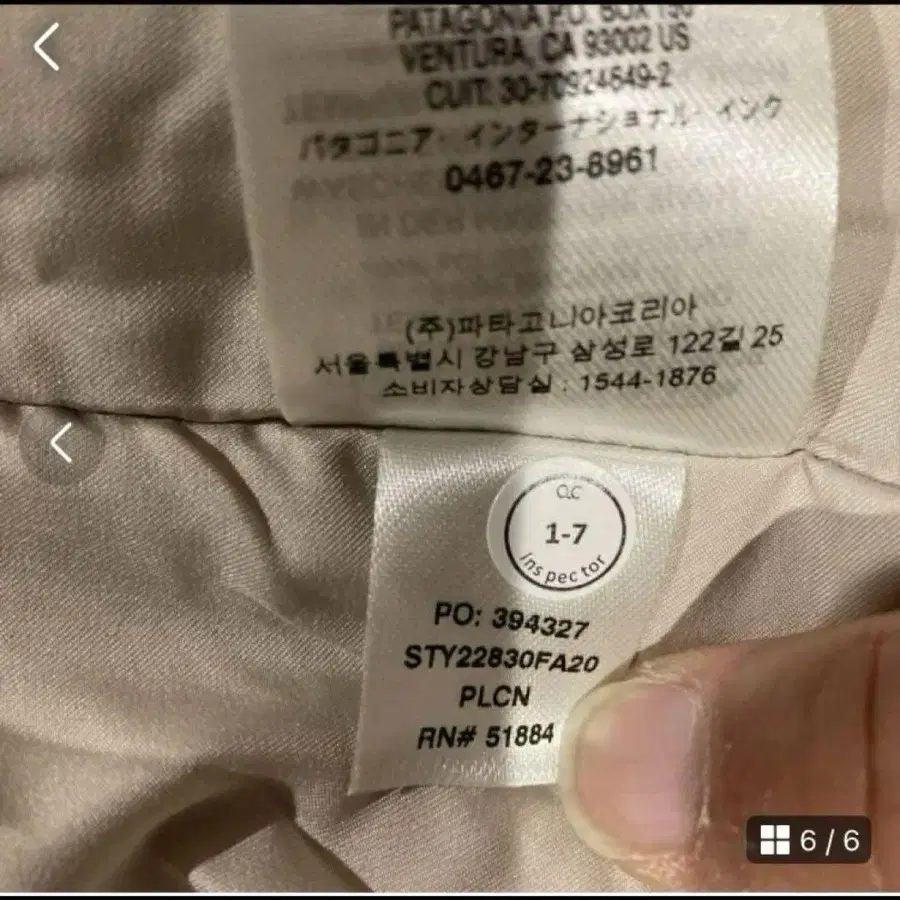 PATAGONIA P.O. BOX 150
VENTURA, CA 93002 US
CUIT: 30-70924649-2
パタゴニア・インターナショナル・インク
0467-23-8961
(주)파타고니아코리아
서울특별시 강남구 삼성로 122길 25
소비자상담실 : 1544-1876
QC
1-7
Inspector
PO: 394327
STY22830FA20
PLCN
RN# 51884
6 / 6